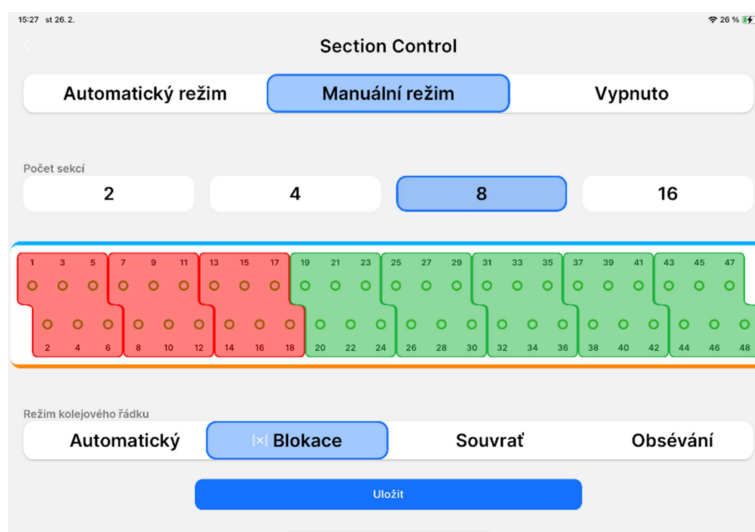 15:27 st 26. 2. 26 %
Section Control
Automatický režim Manuální režim Vypnuto
Počet sekcí
2 4 8 16
1 3 5 7 9 11 13 15 17 19 21 23 25 27 29 31 33 35 37 39 41 43 45 47
2 4 6 8 10 12 14 16 18 20 22 24 26 28 30 32 34 36 38 40 42 44 46 48
Režim kolejového řádku
Automatický |×| Blokace Souvrať Obsévání
Uložit